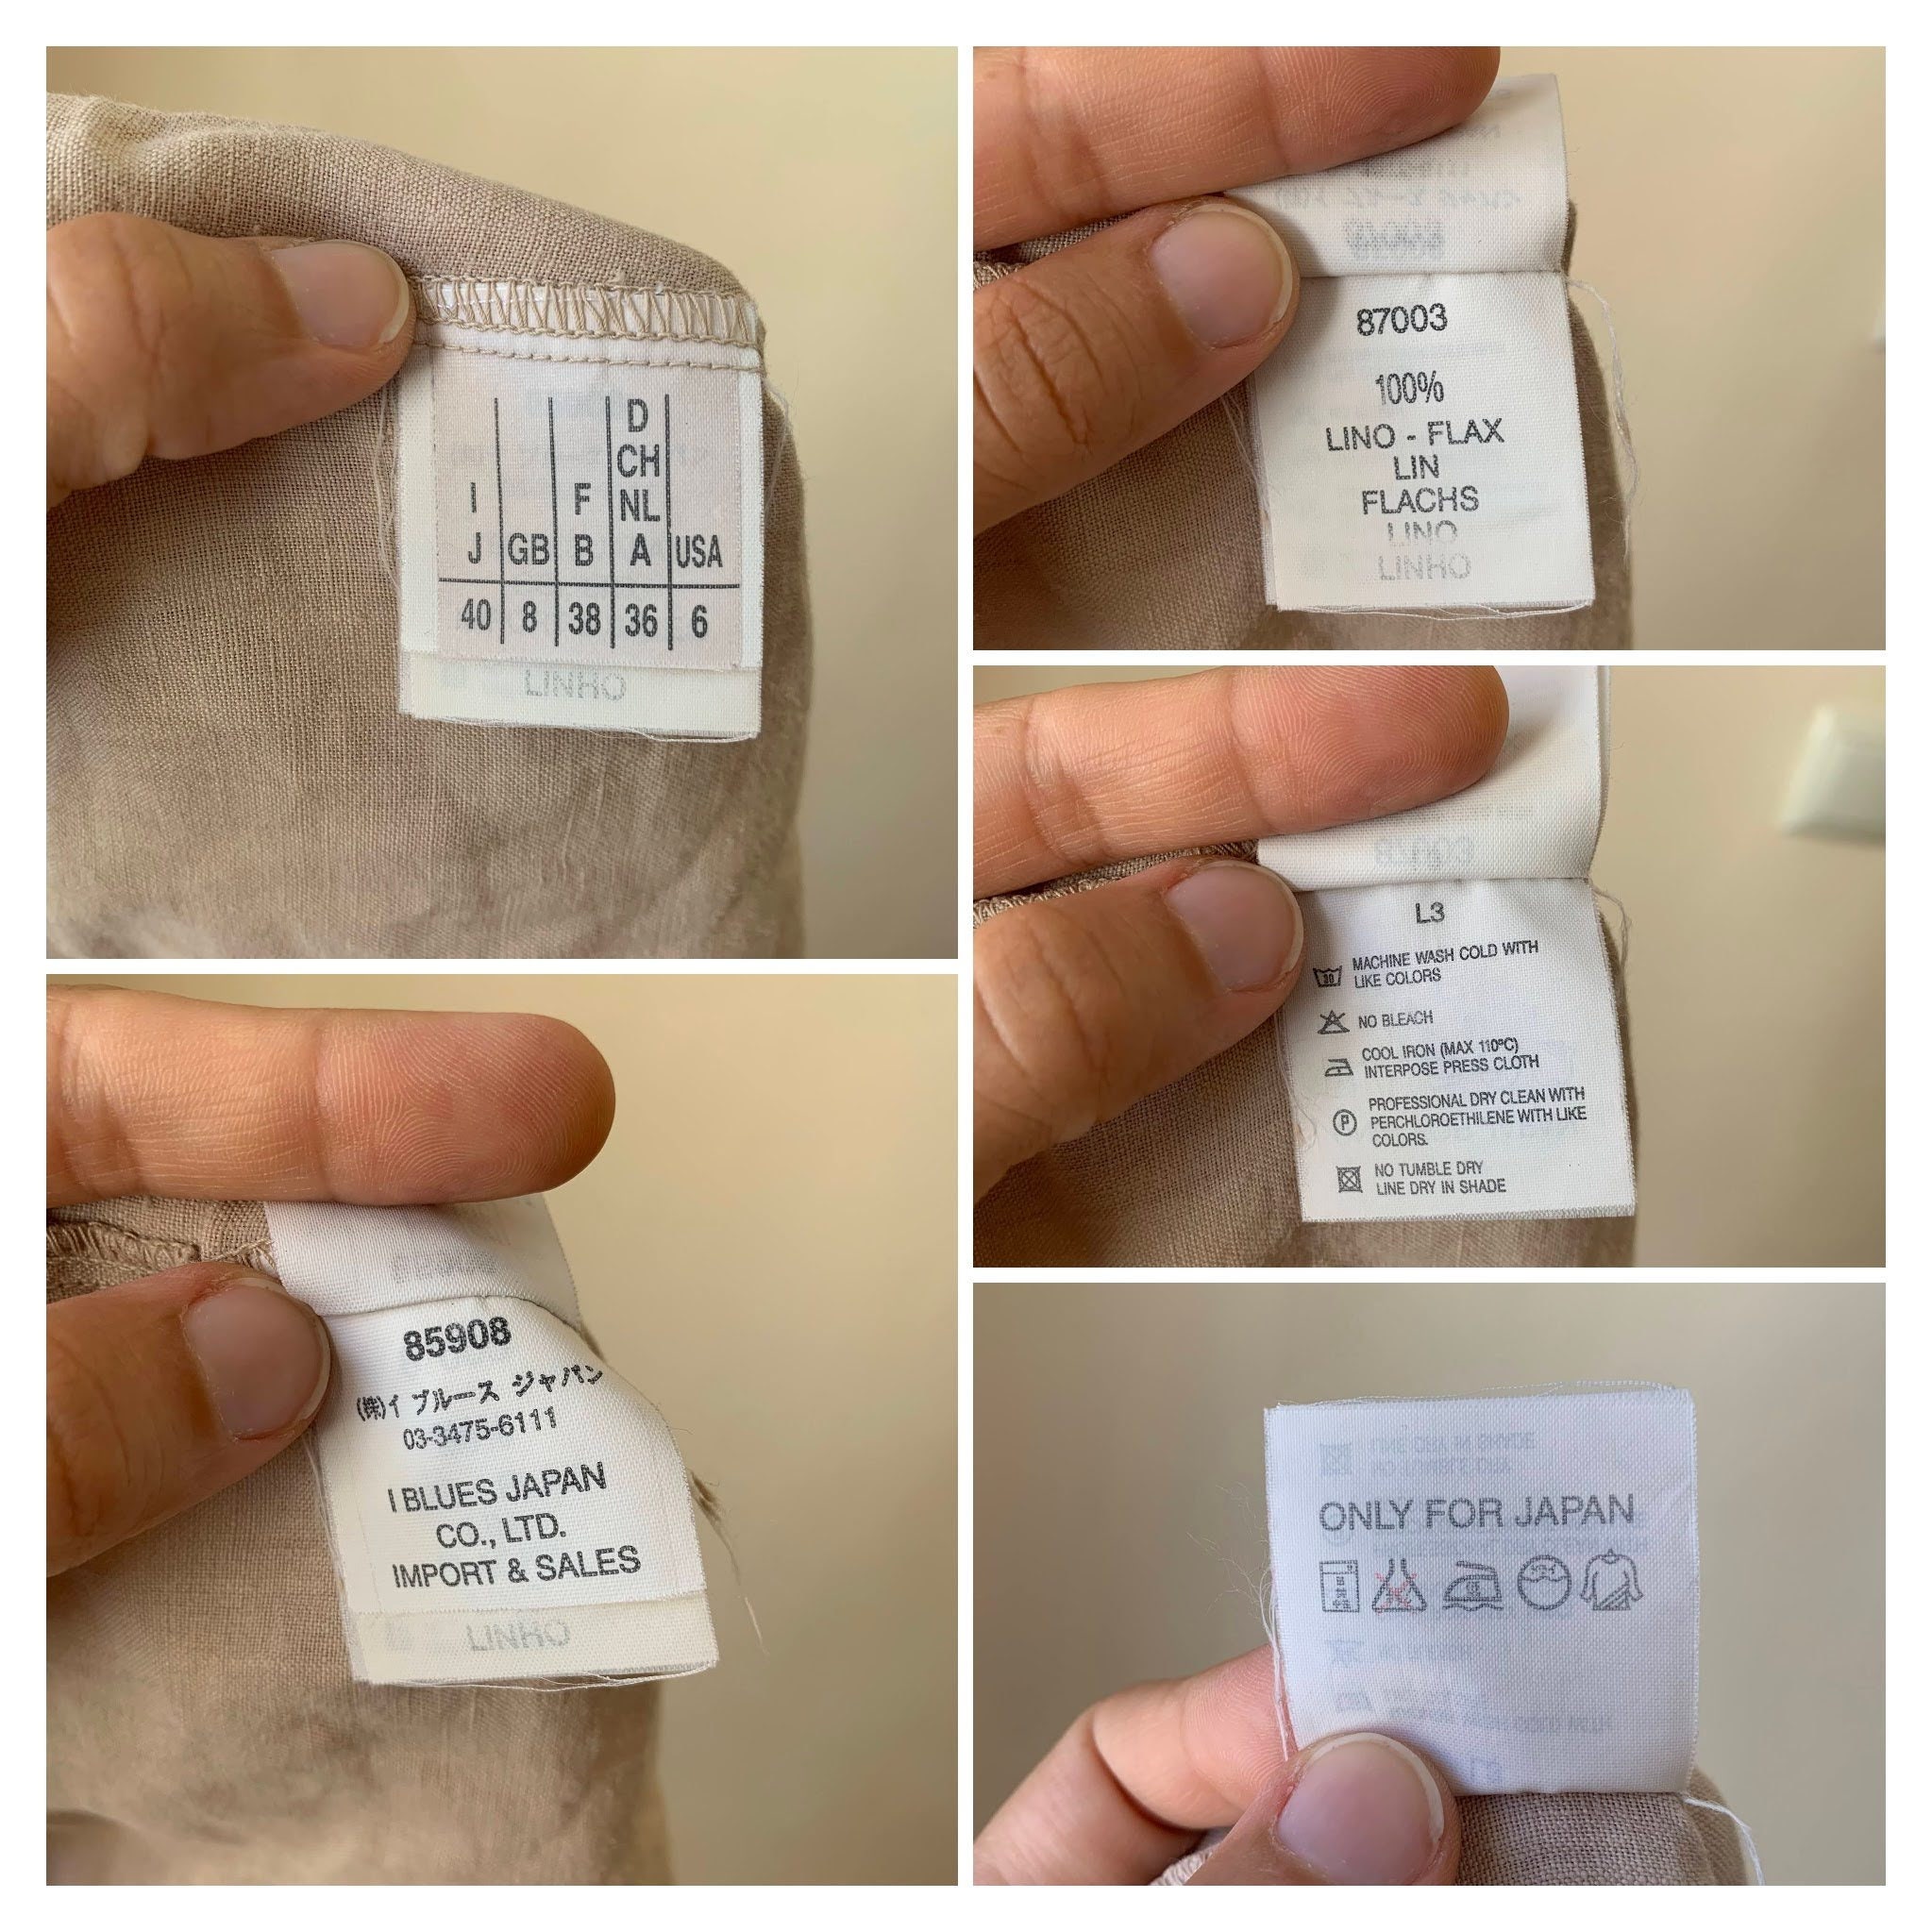 D
CH
I F NL
J GB B A USA
40 8 38 36 6
LINHO
87003
100%
LINO - FLAX
LIN
FLACHS
LINO
LINHO
L3
30 MACHINE WASH COLD WITH
LIKE COLORS
NO BLEACH
COOL IRON (MAX 110°C)
INTERPOSE PRESS CLOTH
P PROFESSIONAL DRY CLEAN WITH
PERCHLOROETHILENE WITH LIKE
COLORS.
NO TUMBLE DRY
LINE DRY IN SHADE
85908
(株)イ ブルース ジャパン
03-3475-6111
I BLUES JAPAN
CO., LTD.
IMPORT & SALES
LINHO
ONLY FOR JAPAN